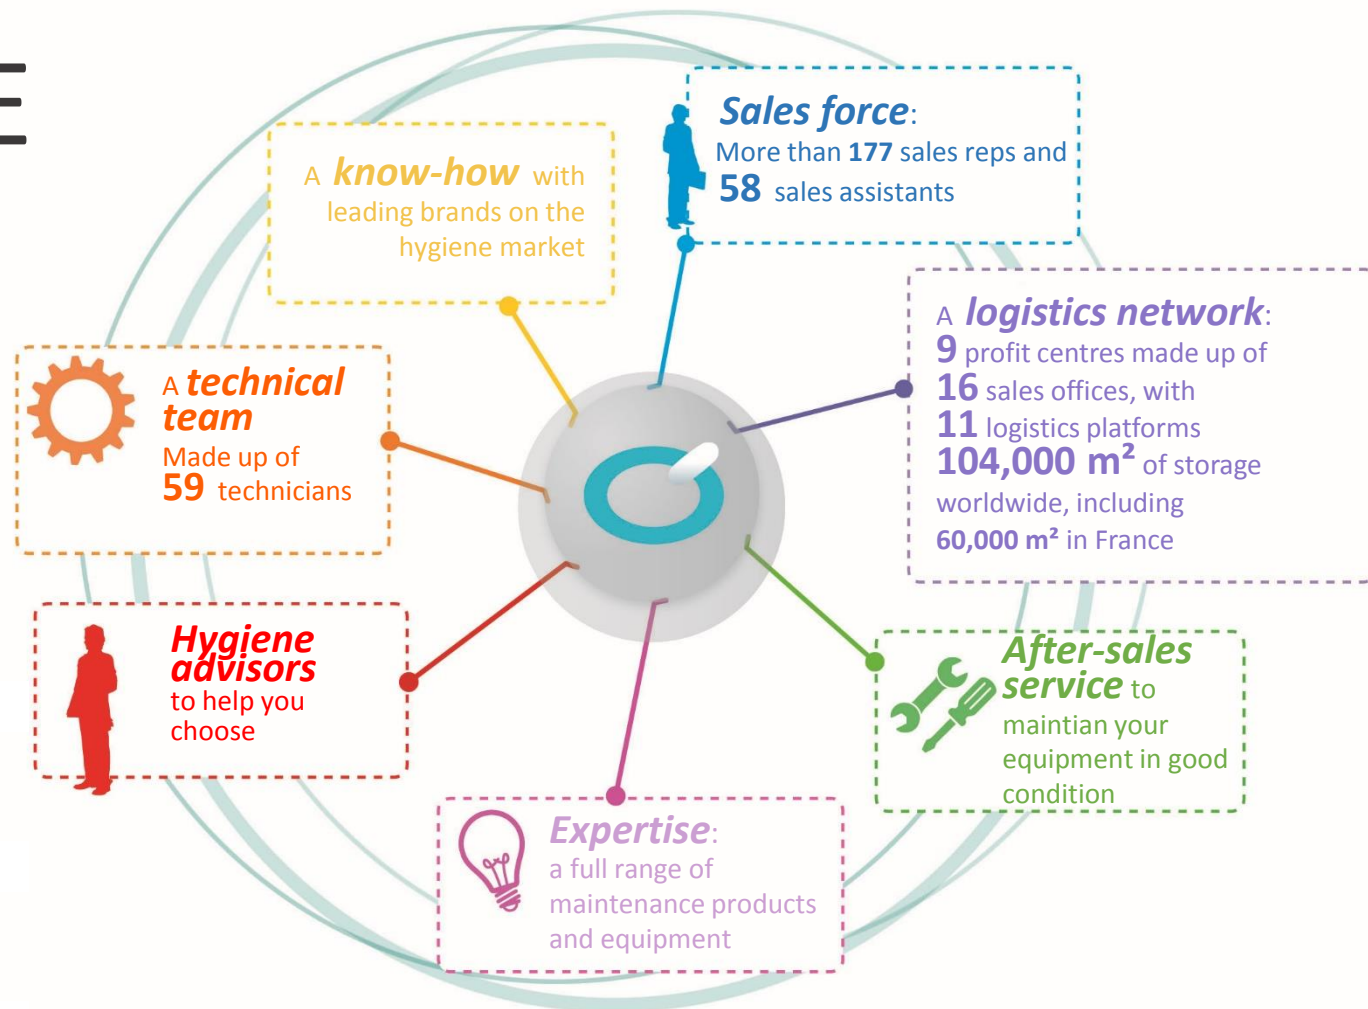 E
Sales force:
More than 177 sales reps and
58 sales assistants
A know-how with
leading brands on the
hygiene market
A logistics network:
9 profit centres made up of
16 sales offices, with
11 logistics platforms
104,000 m² of storage
worldwide, including
60,000 m² in France
A technical
team
Made up of
59 technicians
Hygiene
advisors
to help you
choose
After-sales
service to
maintian your
equipment in good
condition
Expertise:
a full range of
maintenance products
and equipment